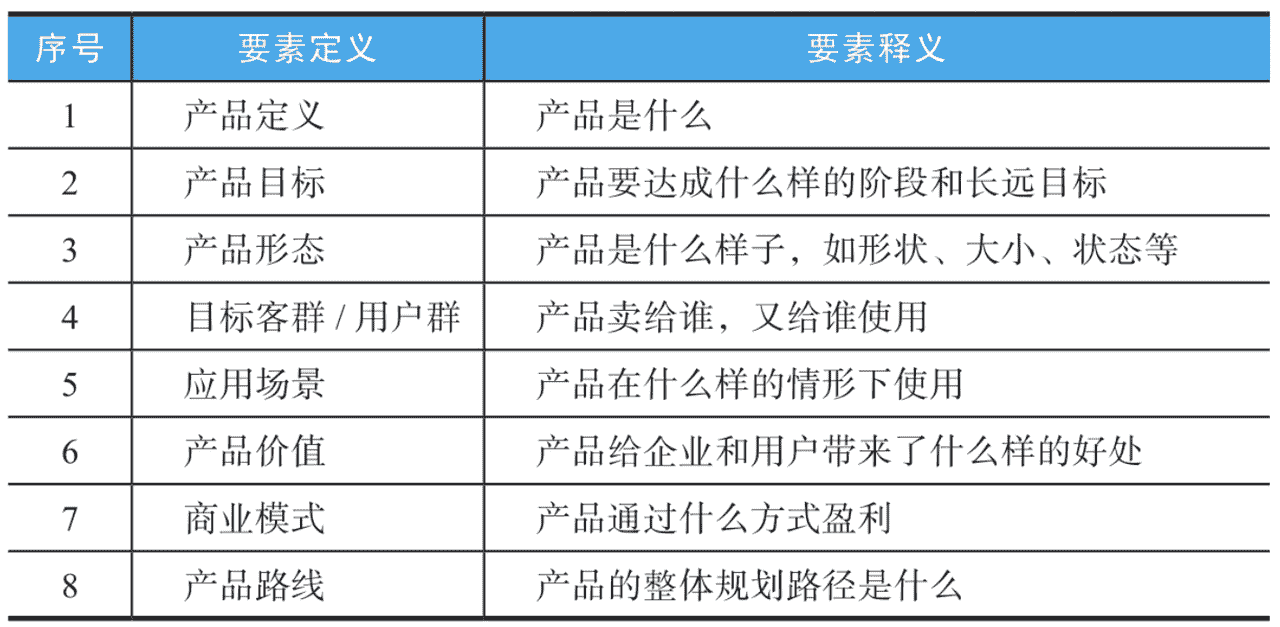 序号 要素定义 要素释义
1 产品定义 产品是什么
2 产品目标 产品要达成什么样的阶段和长远目标
3 产品形态 产品是什么样子，如形状、大小、状态等
4 目标客群 / 用户群 产品卖给谁，又给谁使用
5 应用场景 产品在什么样的情形下使用
6 产品价值 产品给企业和用户带来了什么样的好处
7 商业模式 产品通过什么方式盈利
8 产品路线 产品的整体规划路径是什么